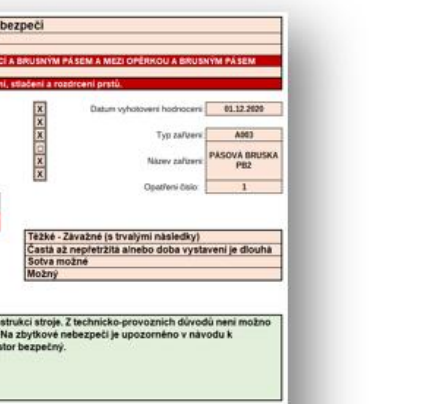 bezpečí
CÍ A BRUSNÝM PÁSEM A MEZI OPĚRKOU A BRUSNÝM PÁSEM
ní, stlačení a rozdrcení prstů.
X
Datum vyhotovení hodnocení: 01.12.2020
X
X
Typ zařízení: A003
X
Název zařízení: PÁSOVÁ BRUSKA
PB2
X
Opatření číslo: 1
Těžké - Závažné (s trvalými následky)
Častá až nepřetržitá alnebo doba vystavení je dlouhá
Sotva možné
Možný
strukcí stroje. Z technicko-provozních důvodů není možno
Na zbytkové nebezpečí je upozorněno v návodu k
stor bezpečný.